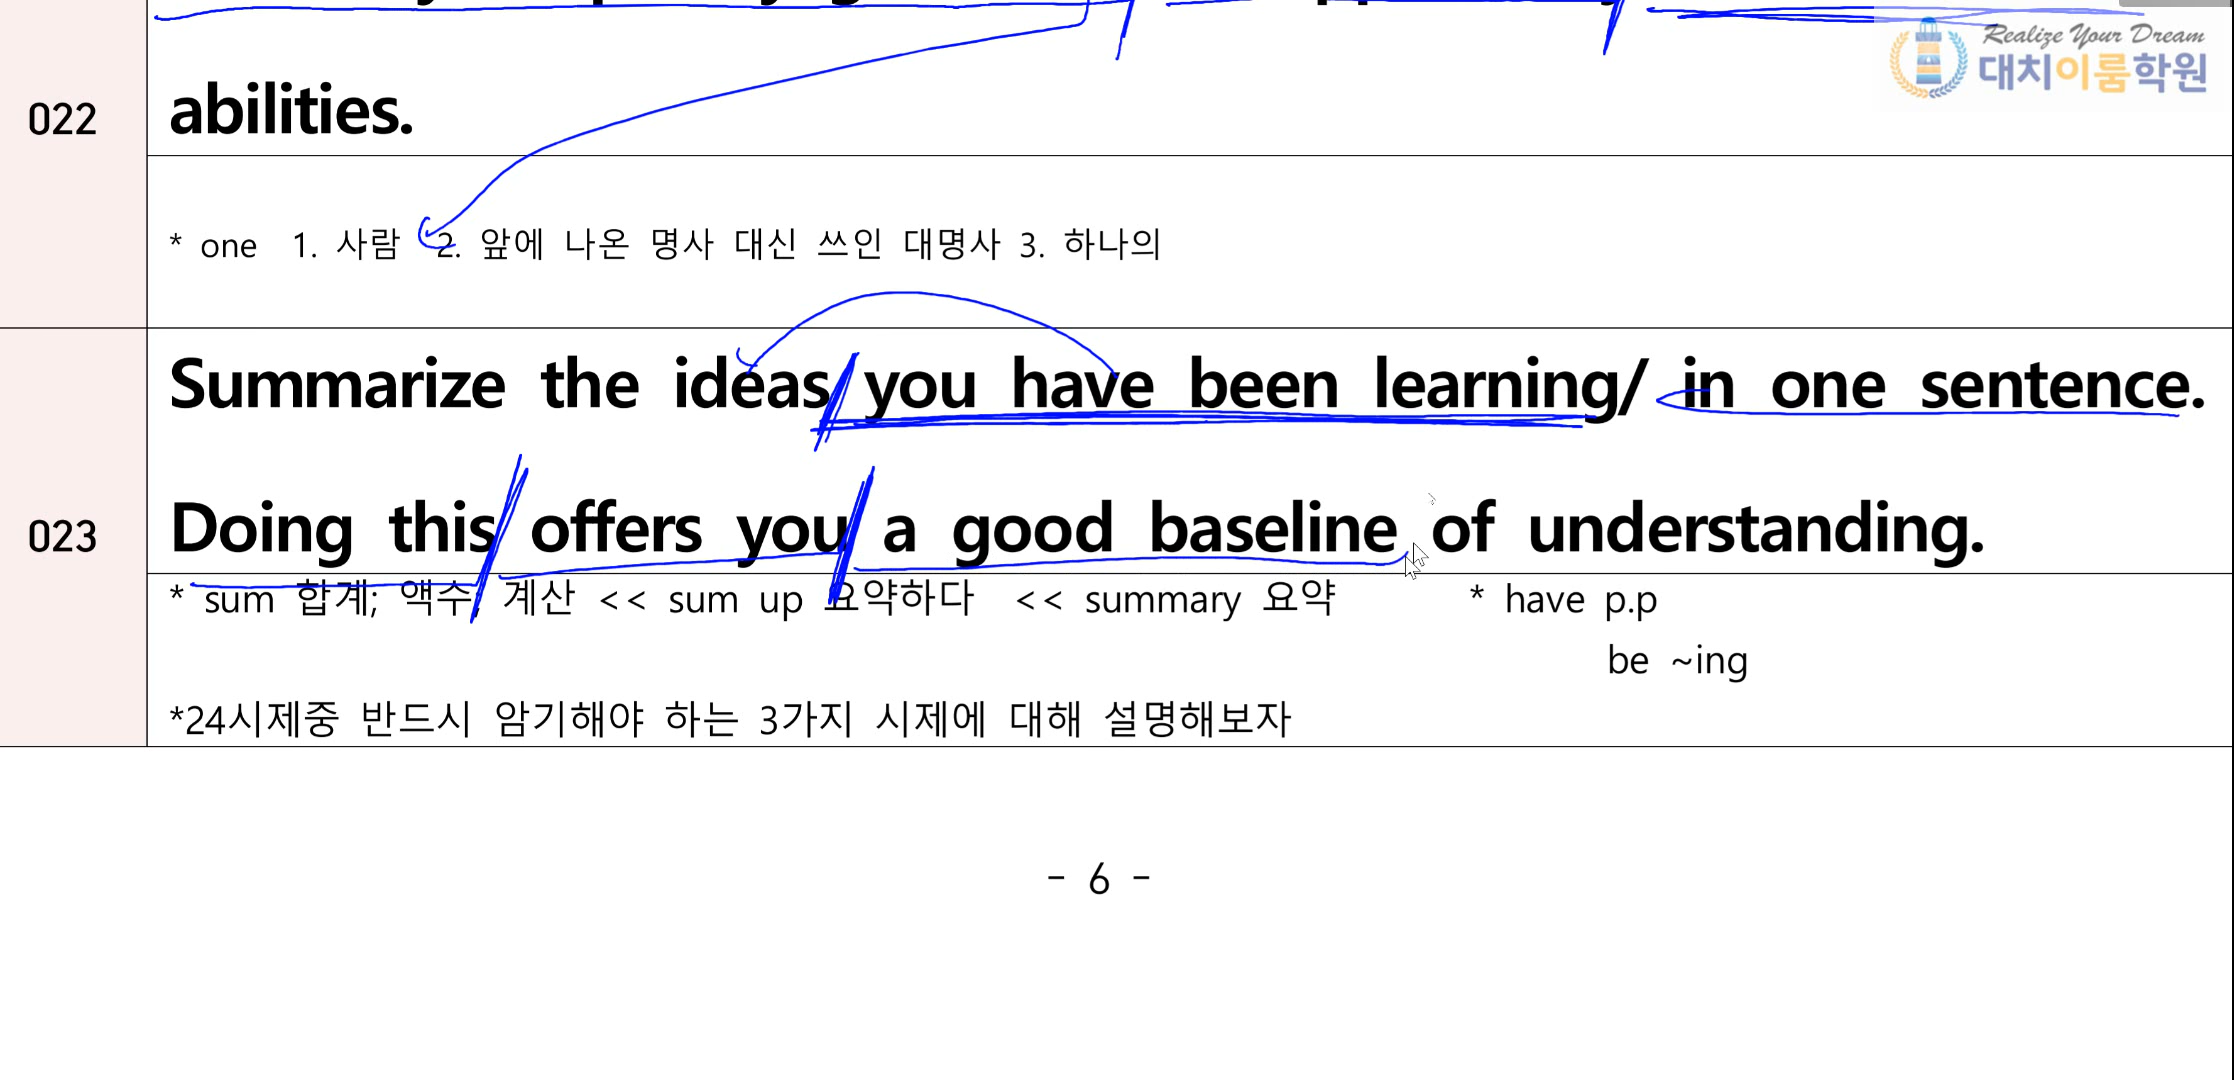 Realize Your Dream
대치이룸학원
022
abilities.
* one 1. 사람 2. 앞에 나온 명사 대신 쓰인 대명사 3. 하나의
Summarize the ideas/ you have been learning/ in one sentence.
023
Doing this/ offers you/ a good baseline of understanding.
* sum 합계; 액수; 계산 << sum up 요약하다 << summary 요약 * have p.p
be ~ing
*24시제중 반드시 암기해야 하는 3가지 시제에 대해 설명해보자
- 6 -